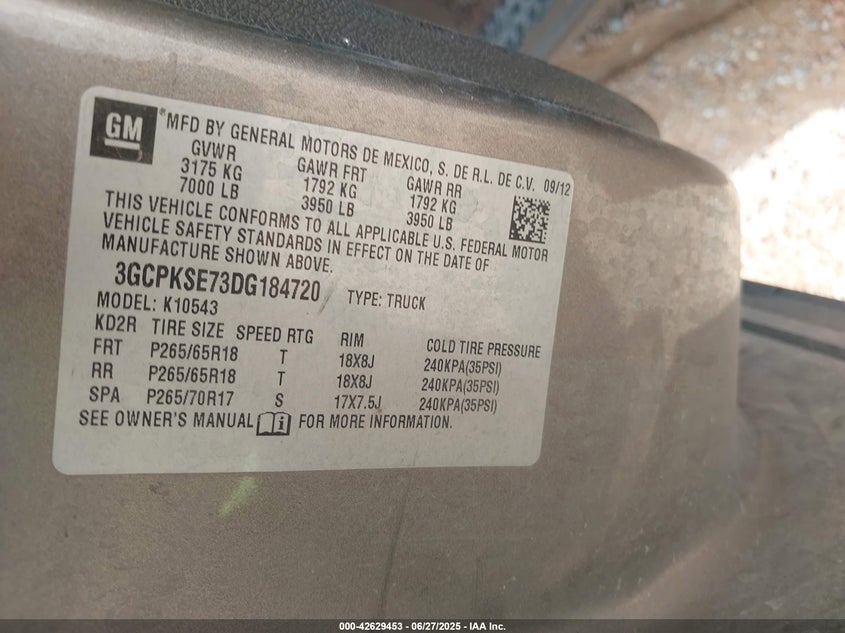 GM
*MFD BY GENERAL MOTORS DE MEXICO, S. DE R.L. DE C.V. 09/12
GVWR GAWR FRT GAWR RR
3175 KG 1792 KG 1792 KG
7000 LB 3950 LB 3950 LB
THIS VEHICLE CONFORMS TO ALL APPLICABLE U.S. FEDERAL MOTOR
VEHICLE SAFETY STANDARDS IN EFFECT ON THE DATE OF
MANUFACTURE SHOWN ABOVE.
3GCPKSE73DG184720 TYPE: TRUCK
MODEL: K10543
KD2R TIRE SIZE SPEED RTG RIM COLD TIRE PRESSURE
FRT P265/65R18 T 18X8J 240KPA(35PSI)
RR P265/65R18 T 18X8J 240KPA(35PSI)
SPA P265/70R17 S 17X7.5J 240KPA(35PSI)
SEE OWNER'S MANUAL i FOR MORE INFORMATION.
000-42629453 - 06/27/2025 - IAA Inc.